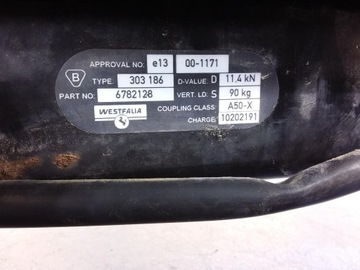 APPROVAL NO: e13 00-1171
B TYPE: 303 186 D-VALUE: D 11.4 kN
PART NO: 6782128 VERT. LD: S 90 kg
WESTFALIA COUPLING CLASS: A50-X
CHARGE: 10202191